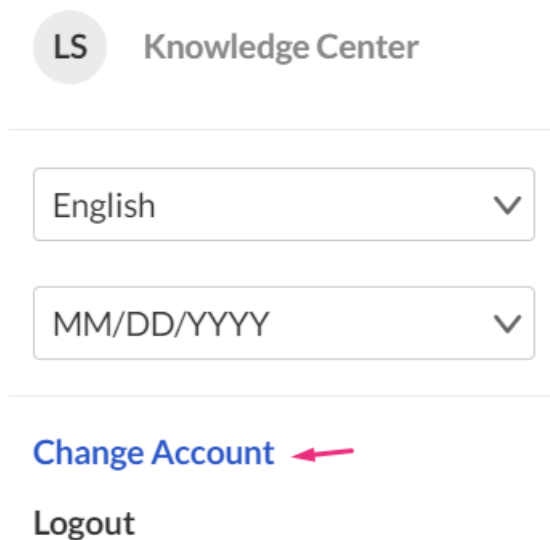 LS Knowledge Center
English
MM/DD/YYYY
Change Account
Logout